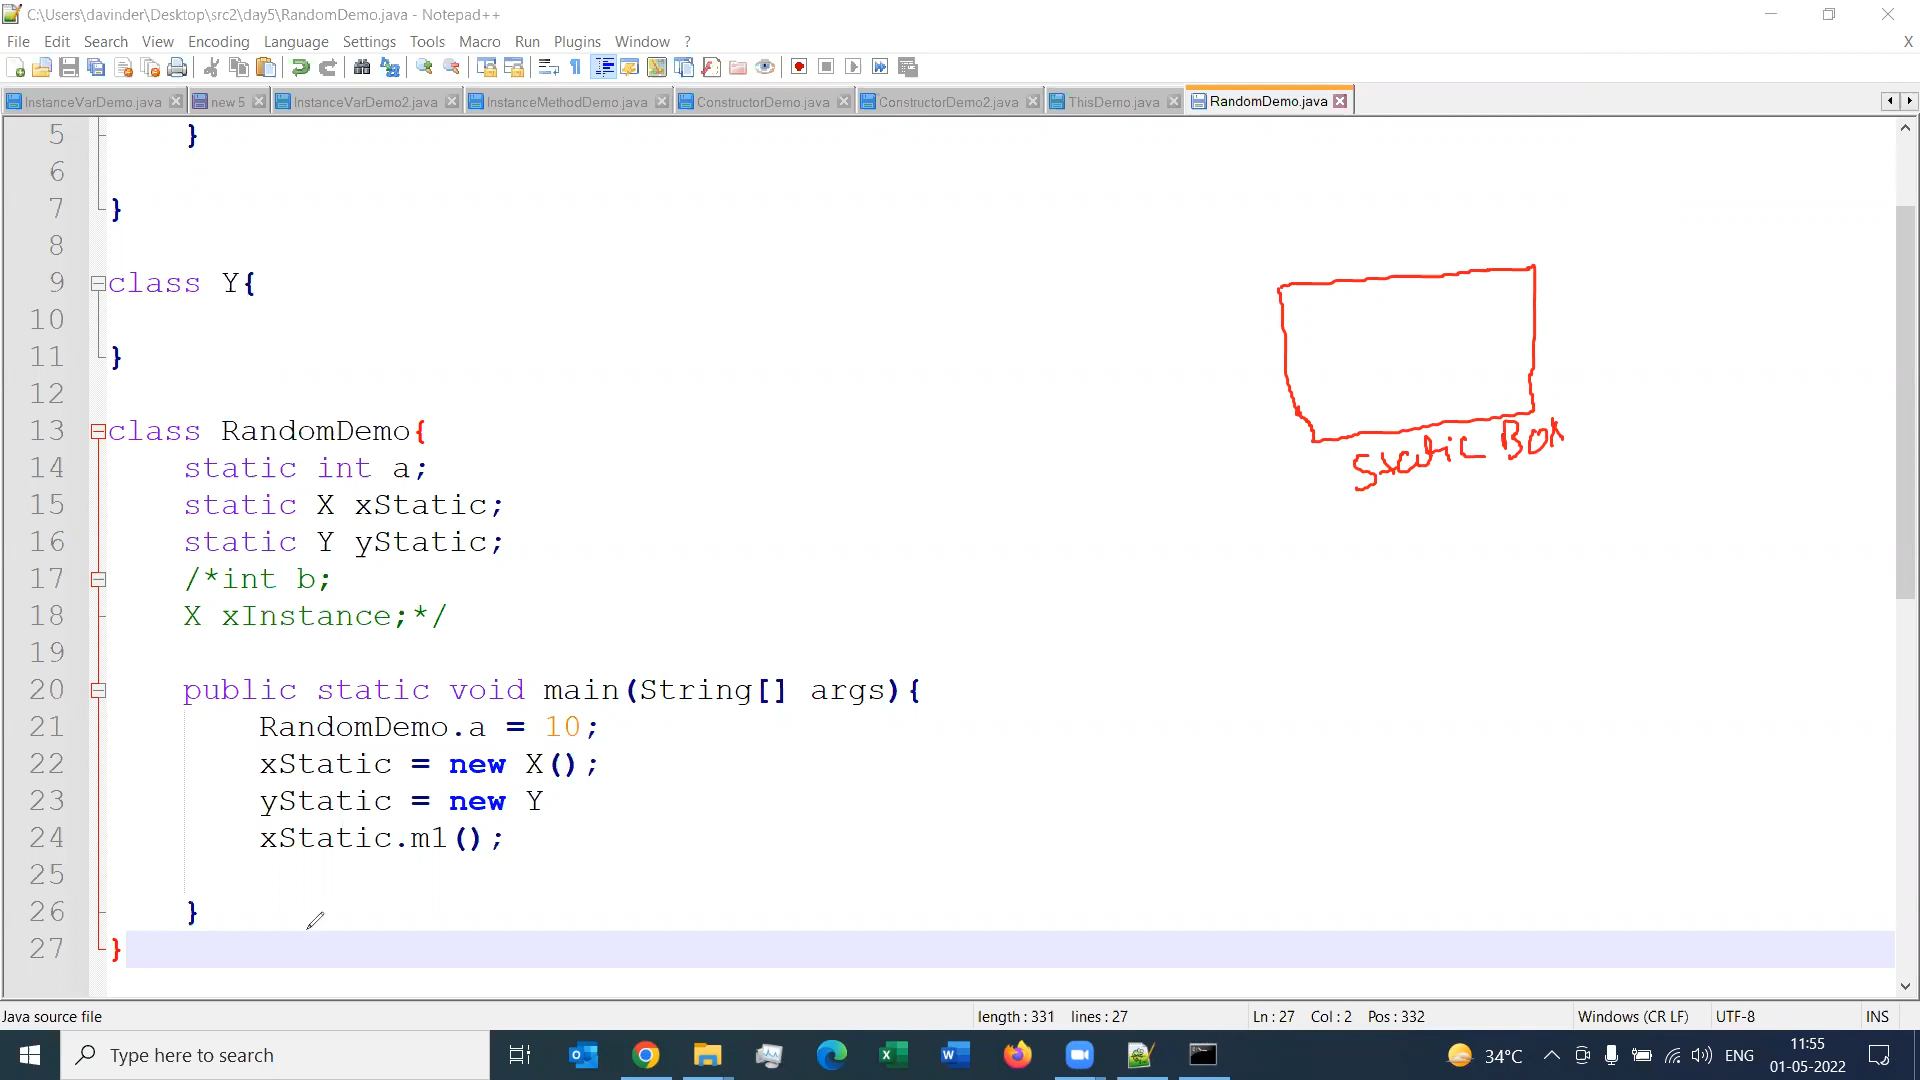 C:\Users\davinder\Desktop\src2\day5\RandomDemo.java - Notepad++
File Edit Search View Encoding Language Settings Tools Macro Run Plugins Window ? X
InstanceVarDemo.java new 5 InstanceVarDemo2.java InstanceMethodDemo.java ConstructorDemo.java ConstructorDemo2.java ThisDemo.java RandomDemo.java
5 }
6
7 }
8
9 class Y{
10
11 }
12
13 class RandomDemo{
14 static int a;
15 static X xStatic;
16 static Y yStatic;
17 /*int b;
18 X xInstance;*/
19
20 public static void main(String[] args){
21 RandomDemo.a = 10;
22 xStatic = new X();
23 yStatic = new Y
24 xStatic.m1();
25
26 }
27 }
Static Box
Java source file length : 331 lines : 27 Ln : 27 Col : 2 Pos : 332 Windows (CR LF) UTF-8 INS
Type here to search 34°C ENG 11:55
01-05-2022